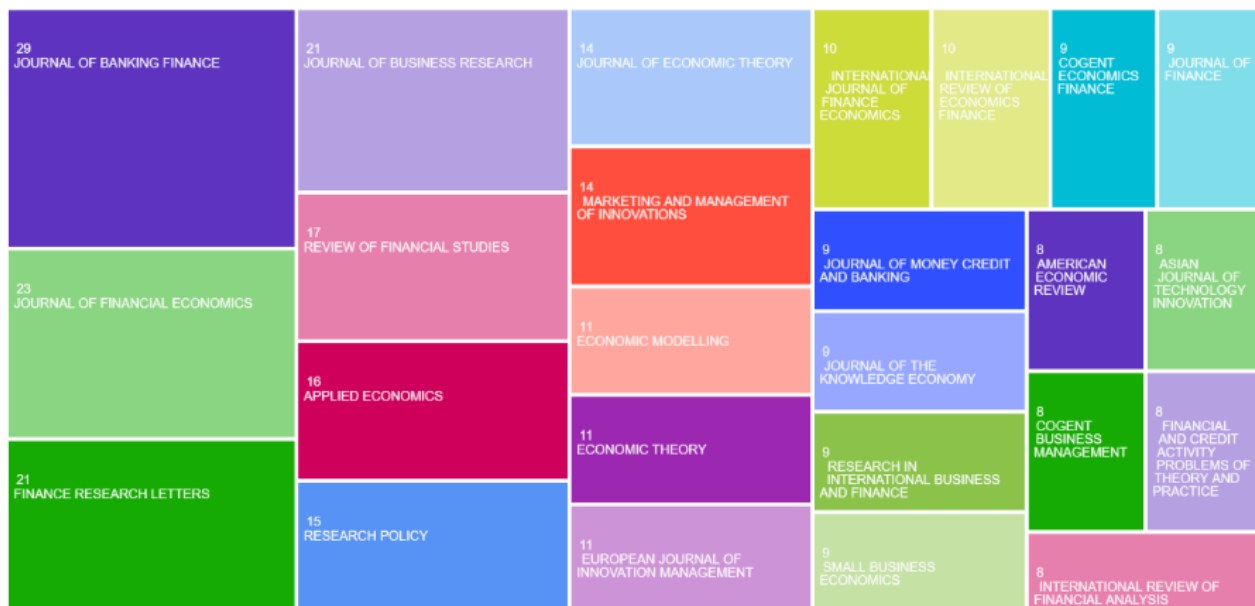 29
JOURNAL OF BANKING FINANCE
23
JOURNAL OF FINANCIAL ECONOMICS
21
FINANCE RESEARCH LETTERS
21
JOURNAL OF BUSINESS RESEARCH
17
REVIEW OF FINANCIAL STUDIES
16
APPLIED ECONOMICS
15
RESEARCH POLICY
14
JOURNAL OF ECONOMIC THEORY
14
MARKETING AND MANAGEMENT
OF INNOVATIONS
11
ECONOMIC MODELLING
11
ECONOMIC THEORY
11
EUROPEAN JOURNAL OF
INNOVATION MANAGEMENT
10
INTERNATIONAL
JOURNAL OF
FINANCE
ECONOMICS
10
INTERNATIONAL
REVIEW OF
ECONOMICS
FINANCE
9
COGENT
ECONOMICS
FINANCE
9
JOURNAL OF
FINANCE
9
JOURNAL OF MONEY CREDIT
AND BANKING
9
JOURNAL OF THE
KNOWLEDGE ECONOMY
9
RESEARCH IN
INTERNATIONAL BUSINESS
AND FINANCE
9
SMALL BUSINESS
ECONOMICS
8
AMERICAN
ECONOMIC
REVIEW
8
ASIAN
JOURNAL OF
TECHNOLOGY
INNOVATION
8
COGENT
BUSINESS
MANAGEMENT
8
FINANCIAL
AND CREDIT
ACTIVITY
PROBLEMS OF
THEORY AND
PRACTICE
8
INTERNATIONAL REVIEW OF
FINANCIAL ANALYSIS